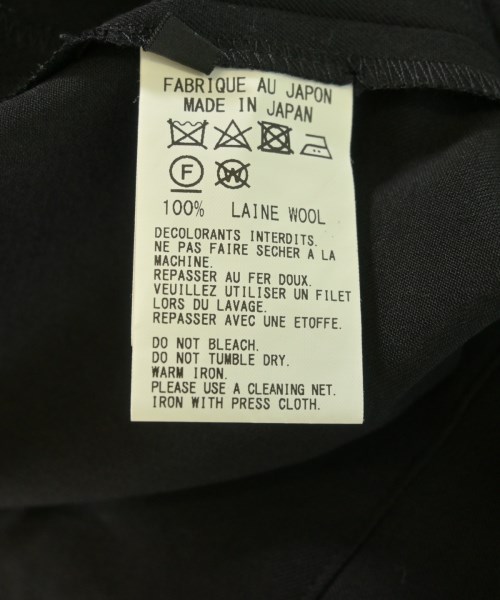 FABRIQUE AU JAPON
MADE IN JAPAN
F W
100% LAINE WOOL
DECOLORANTS INTERDITS.
NE PAS FAIRE SECHER A LA
MACHINE.
REPASSER AU FER DOUX.
VEUILLEZ UTILISER UN FILET
LORS DU LAVAGE.
REPASSER AVEC UNE ETOFFE.
DO NOT BLEACH.
DO NOT TUMBLE DRY.
WARM IRON.
PLEASE USE A CLEANING NET.
IRON WITH PRESS CLOTH.